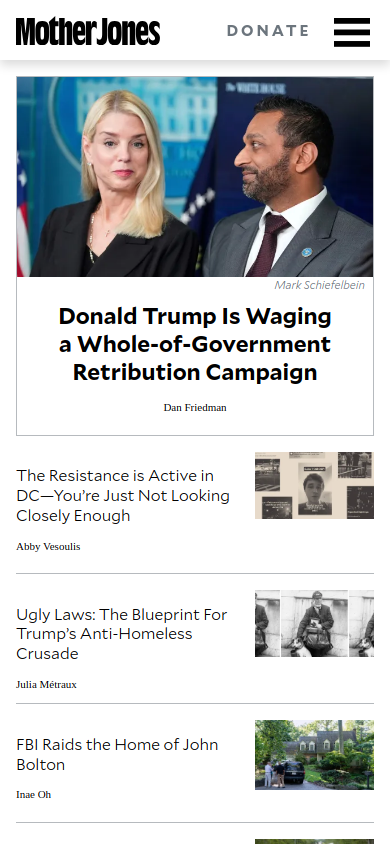 Mother Jones
DONATE
The WHITE HOUSE
Mark Schiefelbein
Donald Trump Is Waging
a Whole-of-Government
Retribution Campaign
Dan Friedman
The Resistance is Active in
DC—You’re Just Not Looking
Closely Enough
Abby Vesoulis
Ugly Laws: The Blueprint For
Trump’s Anti-Homeless
Crusade
Julia Métraux
FBI Raids the Home of John
Bolton
Inae Oh